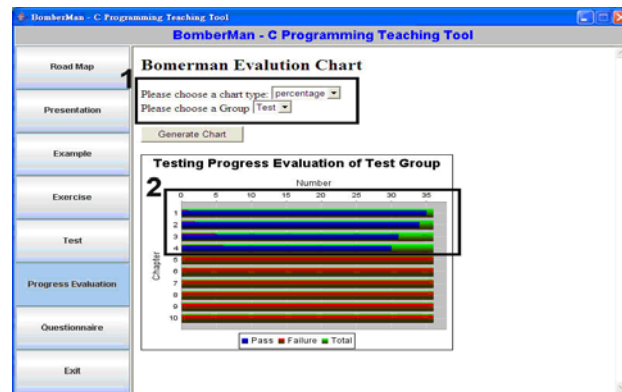 BomberMan - C Programming Teaching Tool
BomberMan - C Programming Teaching Tool
Road Map
Presentation
Example
Exercise
Test
Progress Evaluation
Questionnaire
Exit
1
Bomerman Evalution Chart
Please choose a chart type: percentage
Please choose a Group Test
Generate Chart
Testing Progress Evaluation of Test Group
2
Number
0 5 10 15 20 25 30 35
Chapter
1
2
3
4
5
6
7
8
9
10
Pass Failure Total